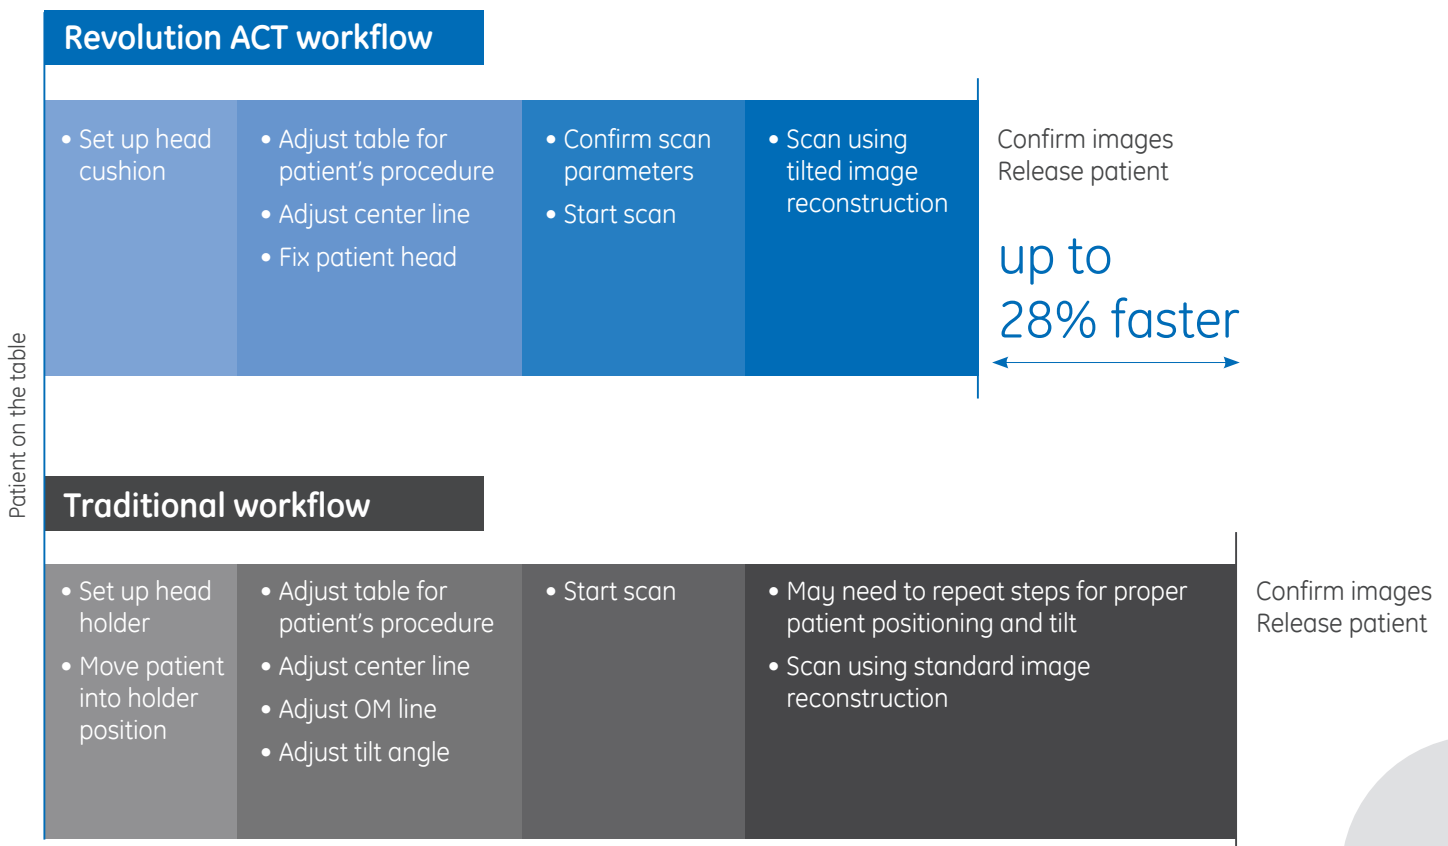 Patient on the table
Revolution ACT workflow
• Set up head
cushion
• Adjust table for
patient's procedure
• Adjust center line
• Fix patient head
• Confirm scan
parameters
• Start scan
• Scan using
tilted image
reconstruction
Confirm images
Release patient
up to
28% faster
Traditional workflow
• Set up head
holder
• Move patient
into holder
position
• Adjust table for
patient's procedure
• Adjust center line
• Adjust OM line
• Adjust tilt angle
• Start scan
• May need to repeat steps for proper
patient positioning and tilt
• Scan using standard image
reconstruction
Confirm images
Release patient